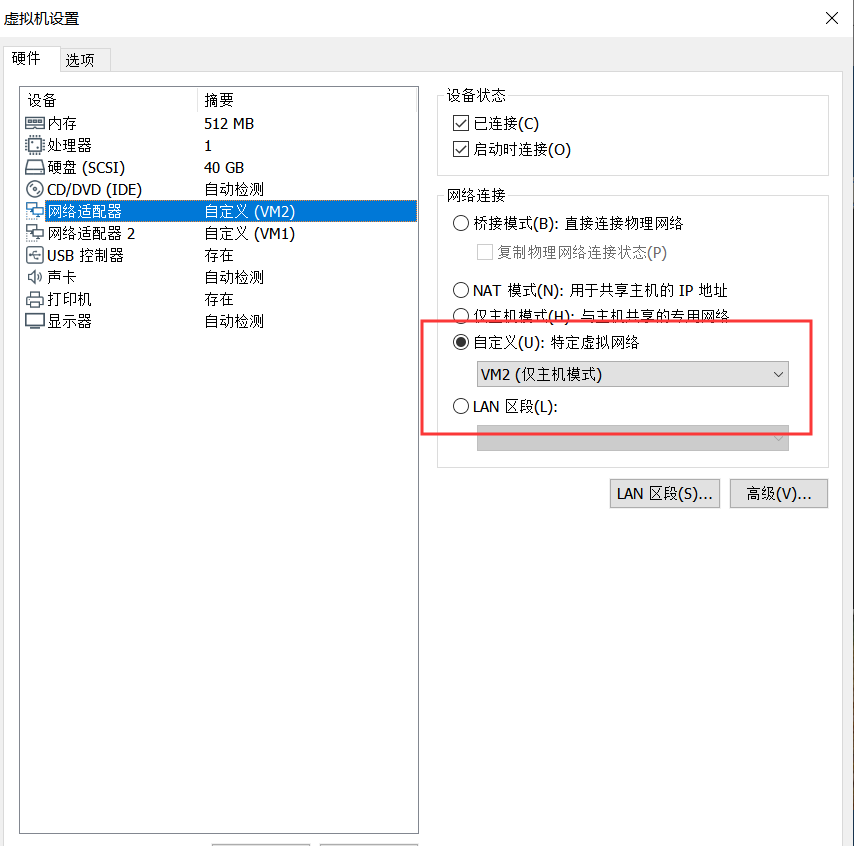 虚拟机设置
硬件 选项
设备 摘要
内存 512 MB
处理器 1
硬盘 (SCSI) 40 GB
CD/DVD (IDE) 自动检测
网络适配器 自定义 (VM2)
网络适配器 2 自定义 (VM1)
USB 控制器 存在
声卡 自动检测
打印机 存在
显示器 自动检测
设备状态
已连接(C)
启动时连接(O)
网络连接
桥接模式(B): 直接连接物理网络
复制物理网络连接状态(P)
NAT 模式(N): 用于共享主机的 IP 地址
仅主机模式(H): 与主机共享的专用网络
自定义(U): 特定虚拟网络
VM2 (仅主机模式)
LAN 区段(L):
LAN 区段(S)... 高级(V)...